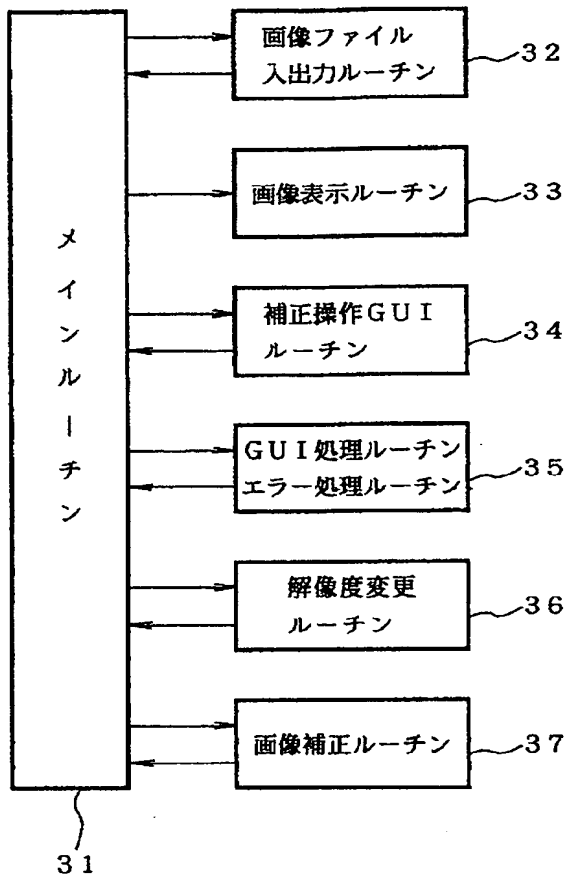 メインルーチン
画像ファイル
入出力ルーチン
32
画像表示ルーチン
33
補正操作GUI
ルーチン
34
GUI処理ルーチン
エラー処理ルーチン
35
解像度変更
ルーチン
36
画像補正ルーチン
37
31